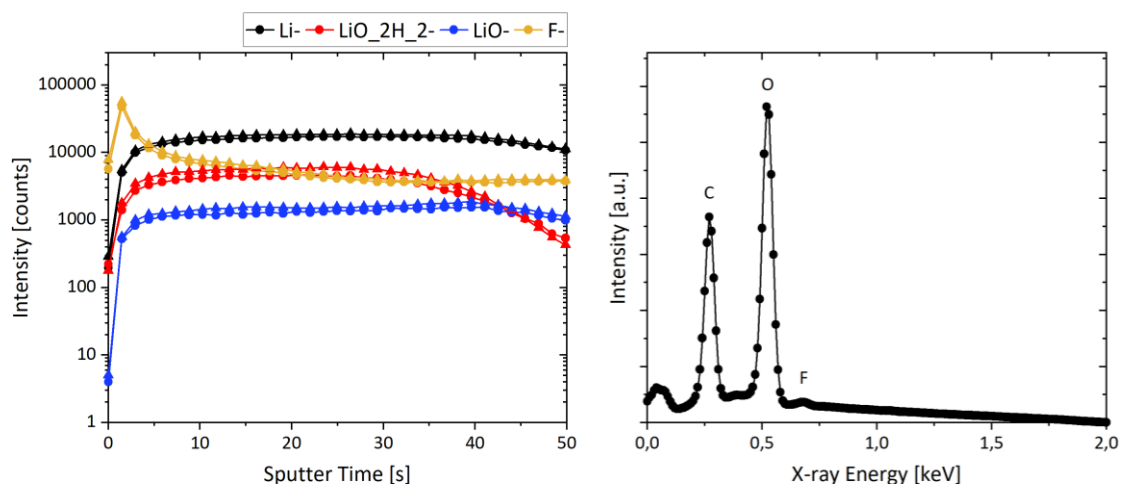 Li- LiO_2H_2- LiO- F-
Intensity [counts]
100000
10000
1000
100
10
1
0 10 20 30 40 50
Sputter Time [s]
Intensity [a.u.]
C
O
F
0,0 0,5 1,0 1,5 2,0
X-ray Energy [keV]